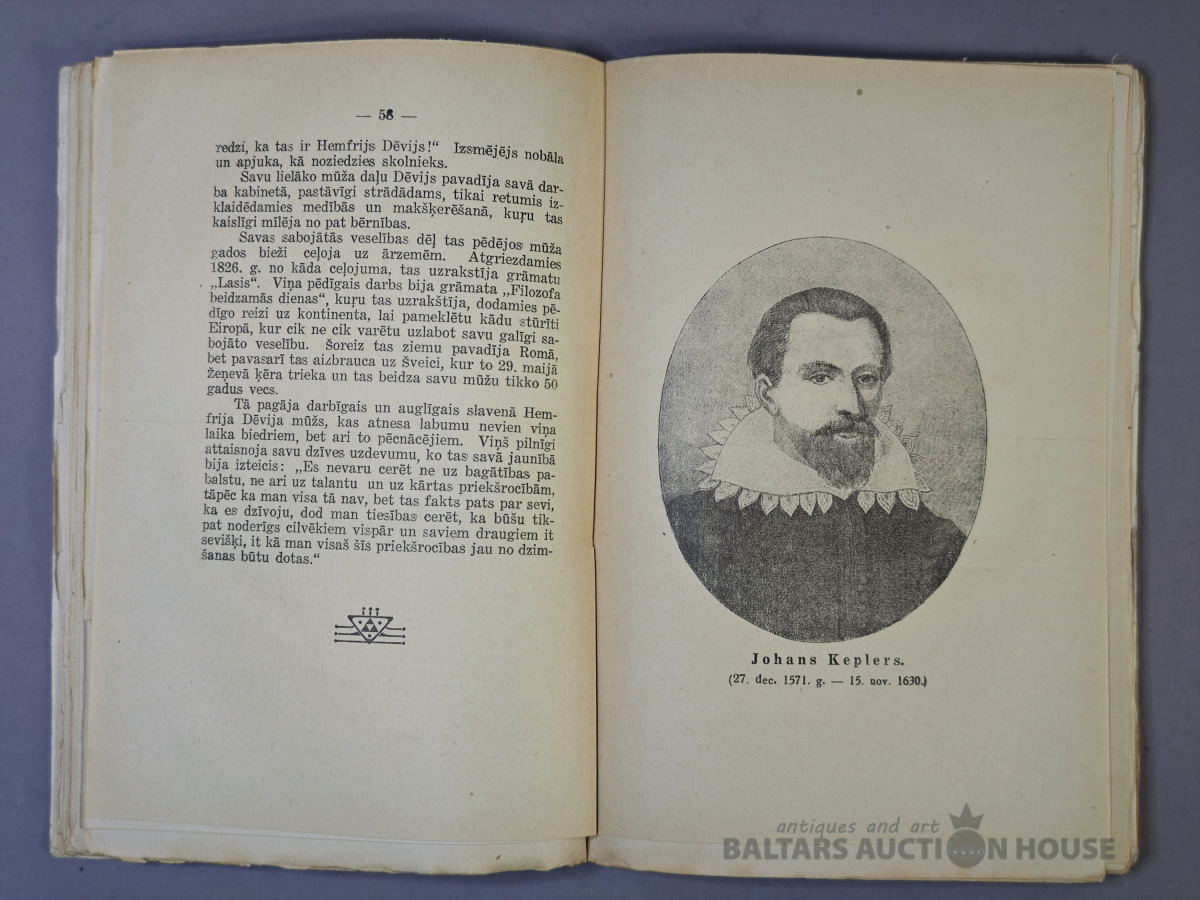 — 56 —
redzi, ka tas ir Hemfrijs Dēvijs!“ Izsmējējs nobāla
un apjuka, kā noziedzies skolnieks.
Savu lielāko mūža daļu Dēvijs pavadīja savā dar-
ba kabinetā, pastāvīgi strādādams, tikai retumis iz-
klaidēdamies medībās un makšķerēšanā, kuŗu tas
kaislīgi mīlēja no pat bērnības.
Savas sabojātās veselības dēļ tas pēdējos mūža
gados bieži ceļoja uz ārzemēm. Atgriezdamies
1826. g. no kāda ceļojuma, tas uzrakstīja grāmatu
„Lasis“. Viņa pēdīgais darbs bija grāmata „Filozofa
beidzamās dienas“, kuŗu tas uzrakštīja, dodamies pē-
dīgo reizi uz kontinenta, lai pameklētu kādu stūrīti
Eiropā, kur cik ne cik varētu uzlabot savu galīgi sa-
bojāto veselību. Šoreiz tas ziemu pavadīja Romā,
bet pavasarī tas aizbrauca uz Šveici, kur to 29. maijā
Ženevā ķēra trieka un tas beidza savu mūžu tikko 50
gadus vecs.
Tā pagāja darbīgais un auglīgais slavenā Hem-
frija Dēvija mūžs, kas atnesa labumu nevien viņa
laika biedriem, bet ari to pēcnācējiem. Viņš pilnīgi
attaisnoja savu dzīves uzdevumu, ko tas savā jaunībā
bija izteicis: „Es nevaru cerēt ne uz bagātības pa-
balstu, ne ari uz talantu un uz kārtas priekšrocībām,
tāpēc ka man visa tā nav, bet tas fakts pats par sevi,
ka es dzīvoju, dod man tiesības cerēt, ka būšu tik-
pat noderīgs cilvēkiem vispār un saviem draugiem it
sevišķi, it kā man visaš šīs priekšrocības jau no dzim-
šanas būtu dotas.“
Johans Keplers.
(27. dec. 1571. g. — 15. nov. 1630.)
antiques and art
BALTARS AUCTION HOUSE